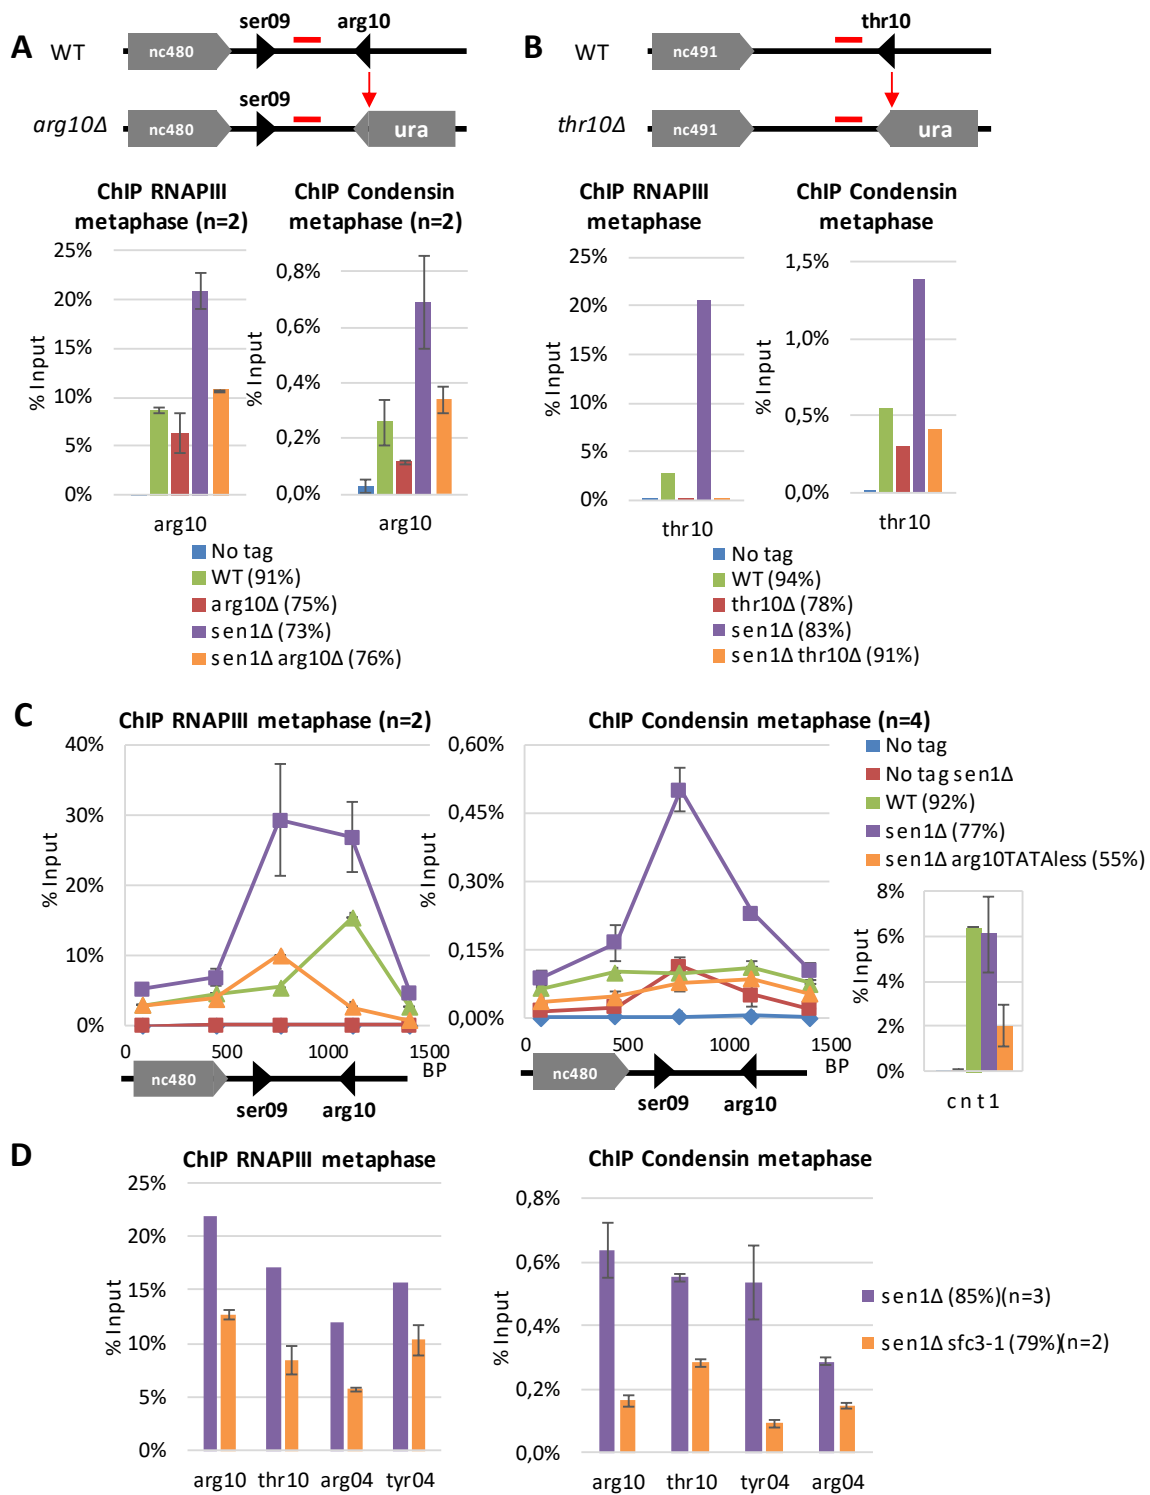 A
WT
ser09
arg10
nc480
arg10Δ
ser09
nc480
ura
ChIP RNAPIII
metaphase (n=2)
25%
20%
15%
10%
5%
0%
% Input
arg10
ChIP Condensin
metaphase (n=2)
0,8%
0,6%
0,4%
0,2%
0,0%
% Input
arg10
No tag
WT (91%)
arg10Δ (75%)
sen1Δ (73%)
sen1Δ arg10Δ (76%)
B
WT
thr10
nc491
thr10Δ
nc491
ura
ChIP RNAPIII
metaphase
25%
20%
15%
10%
5%
0%
% Input
thr10
ChIP Condensin
metaphase
1,5%
1,0%
0,5%
0,0%
% Input
thr10
No tag
WT (94%)
thr10Δ (78%)
sen1Δ (83%)
sen1Δ thr10Δ (91%)
C
ChIP RNAPIII metaphase (n=2)
40%
30%
20%
10%
0%
% Input
0 500 1000 1500
BP
nc480
ser09
arg10
ChIP Condensin metaphase (n=4)
0,60%
0,45%
0,30%
0,15%
0,00%
% Input
0 500 1000 1500
BP
nc480
ser09
arg10
No tag
No tag sen1Δ
WT (92%)
sen1Δ (77%)
sen1Δ arg10TATAless (55%)
8%
6%
4%
2%
0%
% Input
cnt1
D
ChIP RNAPIII metaphase
25%
20%
15%
10%
5%
0%
% Input
arg10 thr10 arg04 tyr04
ChIP Condensin metaphase
0,8%
0,6%
0,4%
0,2%
0,0%
% Input
arg10 thr10 tyr04 arg04
sen1Δ (85%)(n=3)
sen1Δ sfc3-1 (79%)(n=2)